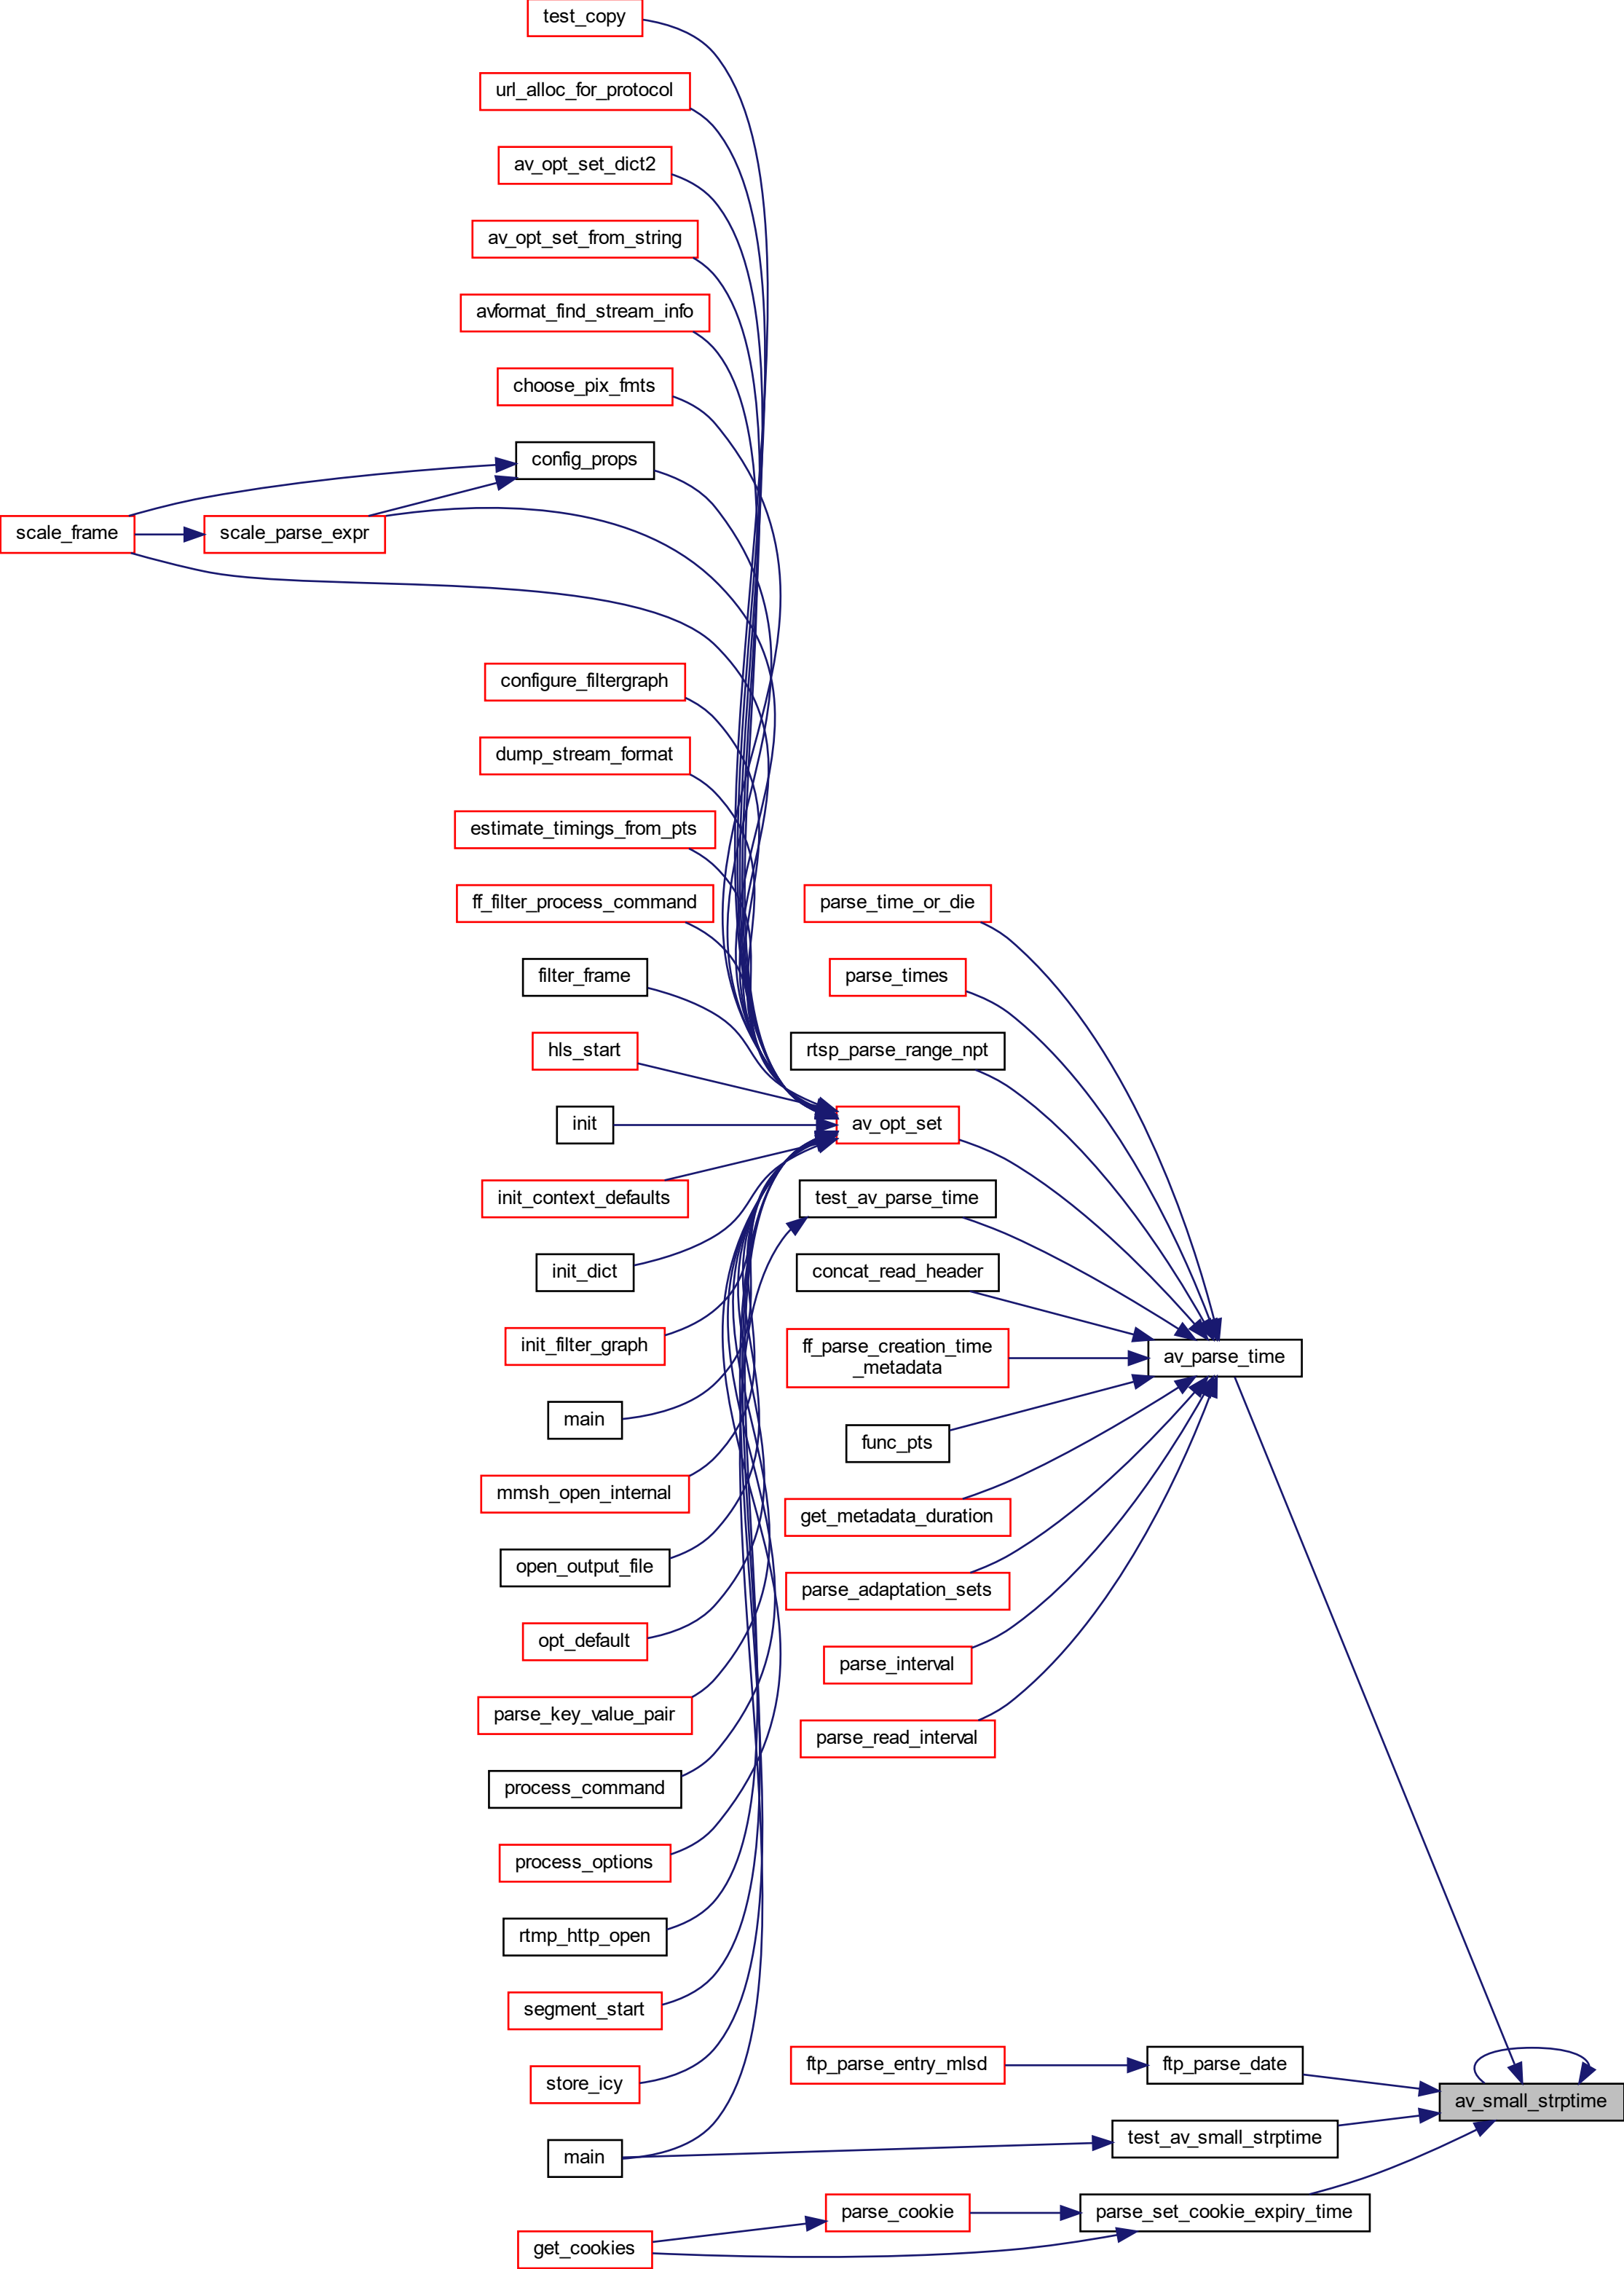 test_copy
url_alloc_for_protocol
av_opt_set_dict2
av_opt_set_from_string
avformat_find_stream_info
choose_pix_fmts
config_props
scale_frame
scale_parse_expr
configure_filtergraph
dump_stream_format
estimate_timings_from_pts
ff_filter_process_command
filter_frame
hls_start
init
init_context_defaults
init_dict
init_filter_graph
main
mmsh_open_internal
open_output_file
opt_default
parse_key_value_pair
process_command
process_options
rtmp_http_open
segment_start
store_icy
main
get_cookies
parse_time_or_die
parse_times
rtsp_parse_range_npt
av_opt_set
test_av_parse_time
concat_read_header
ff_parse_creation_time
_metadata
func_pts
get_metadata_duration
parse_adaptation_sets
parse_interval
parse_read_interval
ftp_parse_entry_mlsd
parse_cookie
av_parse_time
ftp_parse_date
test_av_small_strptime
parse_set_cookie_expiry_time
av_small_strptime